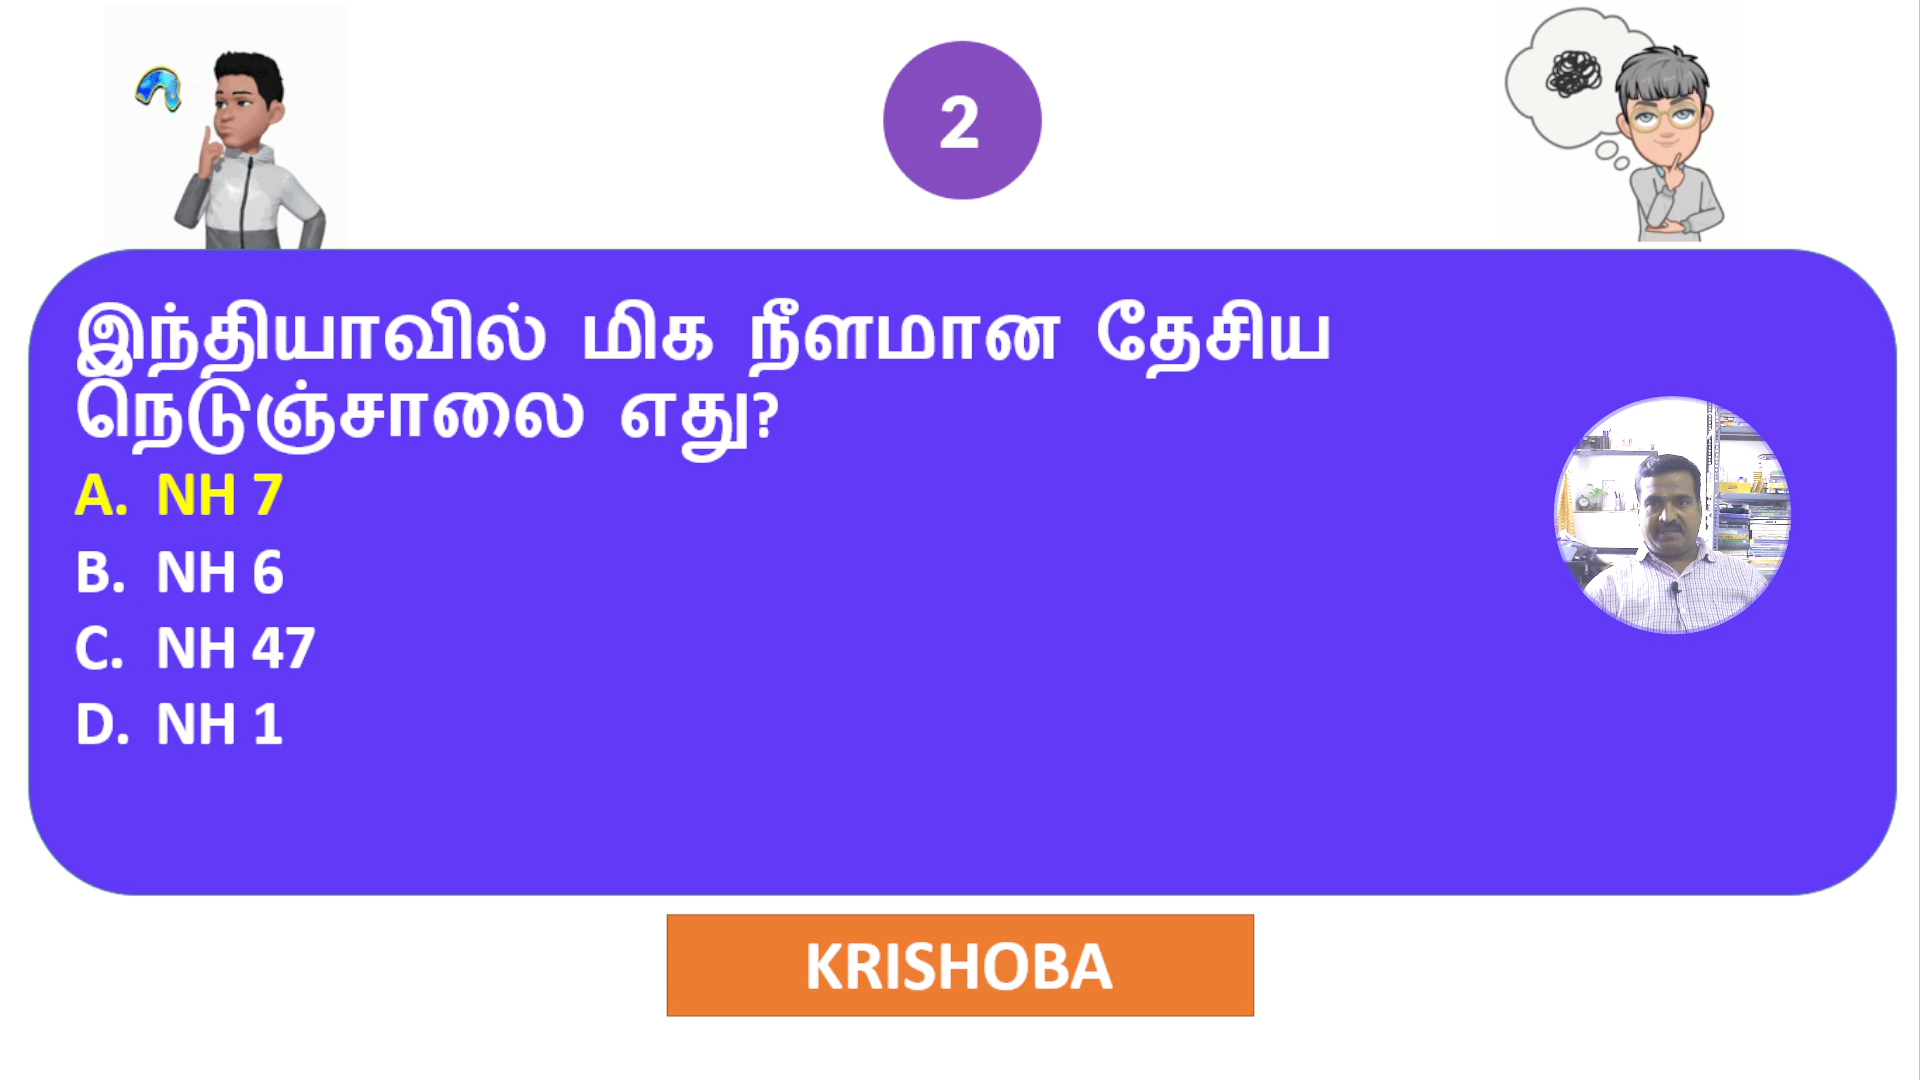 2
இந்தியாவில் மிக நீளமான தேசிய
நெடுஞ்சாலை எது?
A. NH 7
B. NH 6
C. NH 47
D. NH 1
KRISHOBA